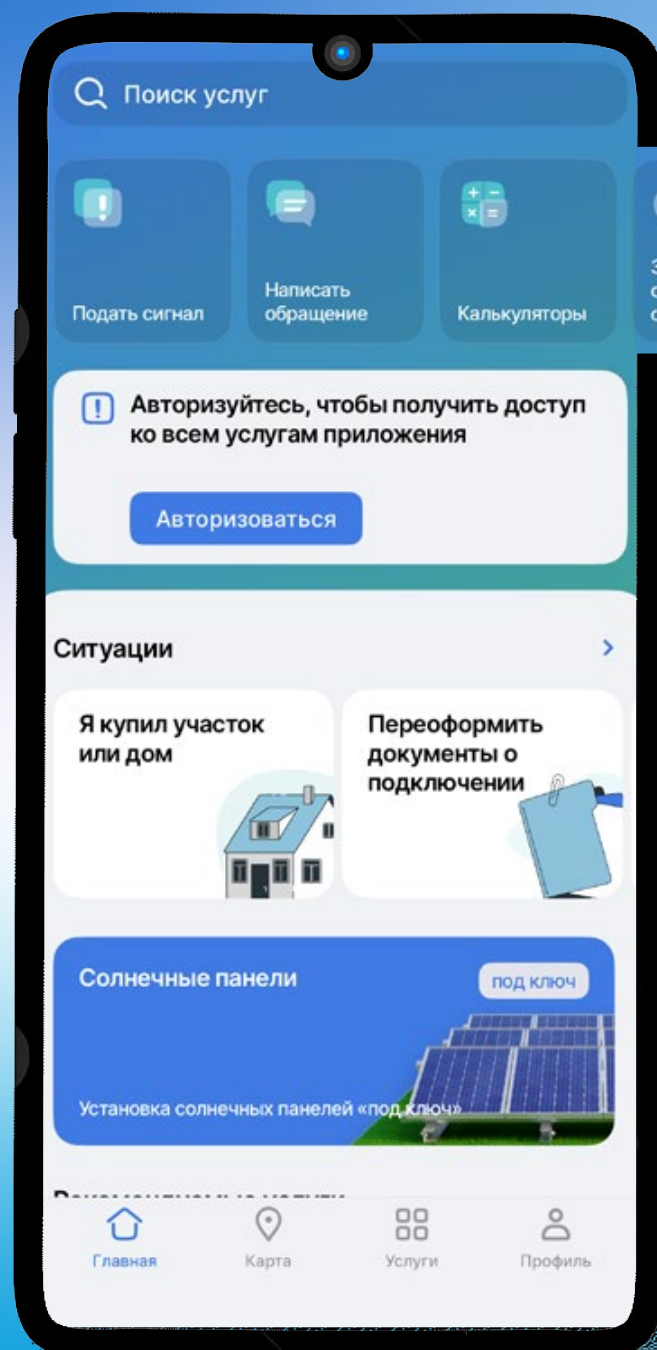 Поиск услуг
Подать сигнал
Написать
обращение
Калькуляторы
Авторизуйтесь, чтобы получить доступ
ко всем услугам приложения
Авторизоваться
Ситуации
Я купил участок
или дом
Переоформить
документы о
подключении
Солнечные панели
под ключ
Установка солнечных панелей «под ключ»
Главная
Карта
Услуги
Профиль